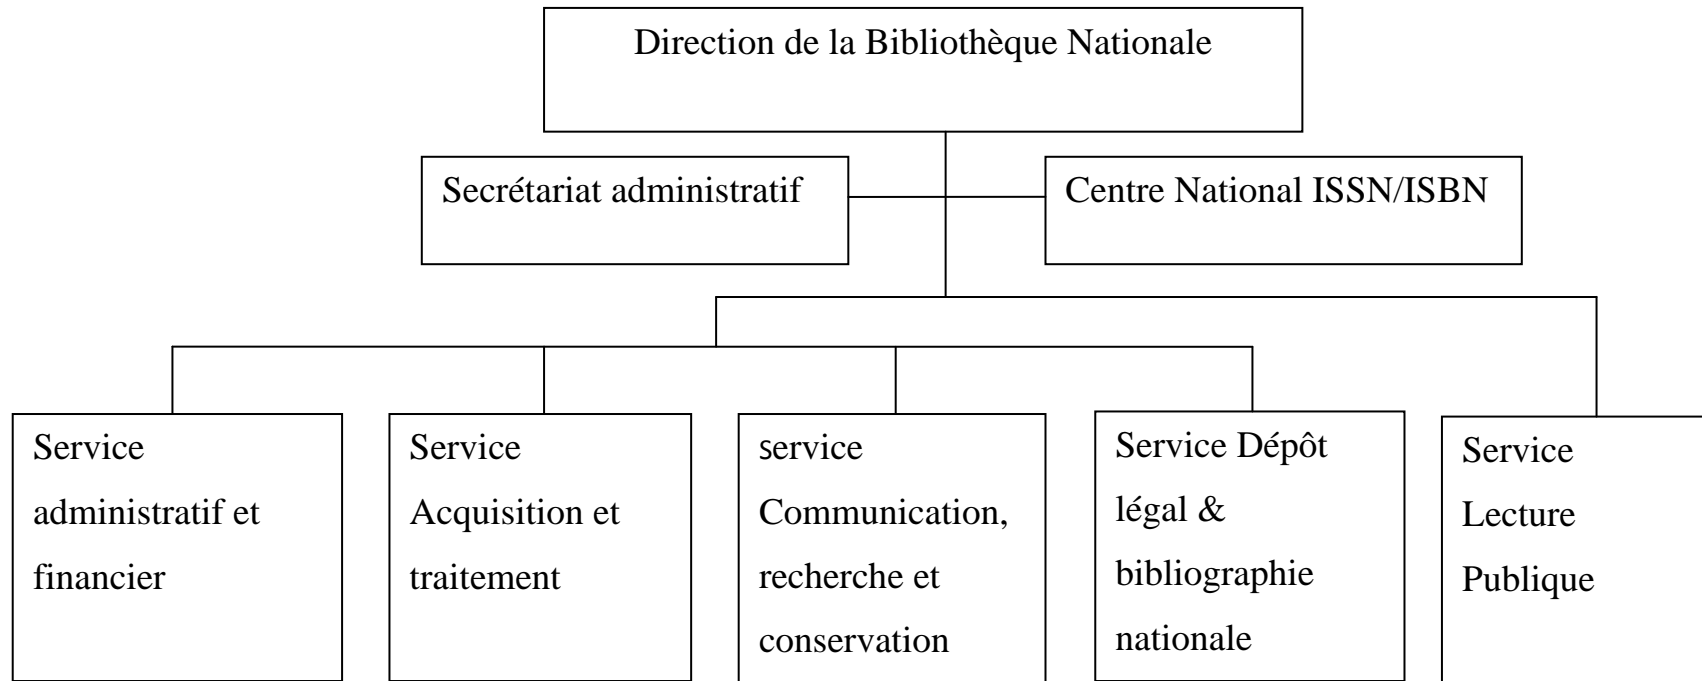 Direction de la Bibliothèque Nationale
Secrétariat administratif
Centre National ISSN/ISBN
Service
administratif et
financier
Service
Acquisition et
traitement
service
Communication,
recherche et
conservation
Service Dépôt
légal &
bibliographie
nationale
Service
Lecture
Publique